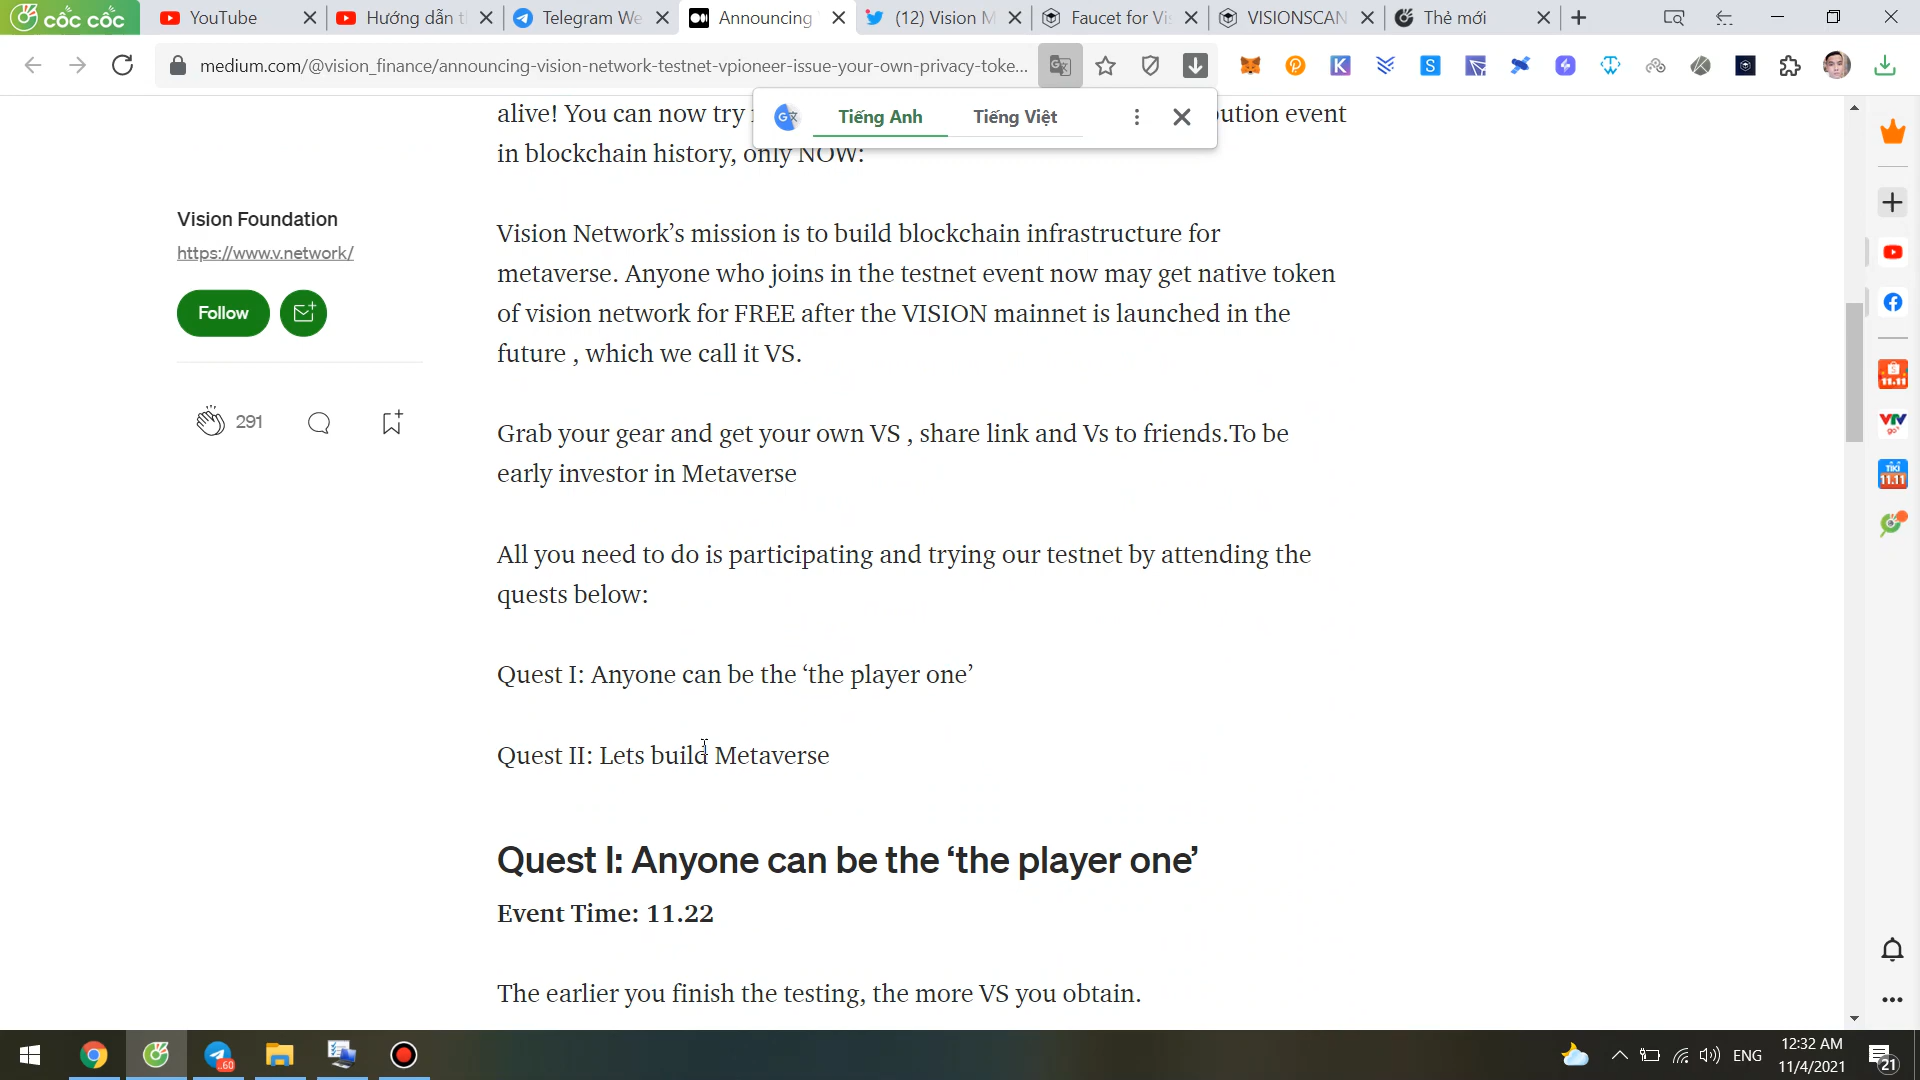 cốc cốc
YouTube
Hướng dẫn t
Telegram We
Announcing
(12) Vision M
Faucet for Vis
VISIONSCAN
Thẻ mới
medium.com/@vision_finance/announcing-vision-network-testnet-vpioneer-issue-your-own-privacy-toke...
Tiếng Anh
Tiếng Việt
alive! You can now try
ution event
in blockchain history, only NOW:
Vision Foundation
https://www.v.network/
Follow
291
Vision Network’s mission is to build blockchain infrastructure for
metaverse. Anyone who joins in the testnet event now may get native token
of vision network for FREE after the VISION mainnet is launched in the
future , which we call it VS.
Grab your gear and get your own VS , share link and Vs to friends.To be
early investor in Metaverse
All you need to do is participating and trying our testnet by attending the
quests below:
Quest I: Anyone can be the ‘the player one’
Quest II: Lets build Metaverse
Quest I: Anyone can be the ‘the player one’
Event Time: 11.22
The earlier you finish the testing, the more VS you obtain.
11.11
VTV
go
TIKI
11.11
.60
ENG
12:32 AM
11/4/2021
21